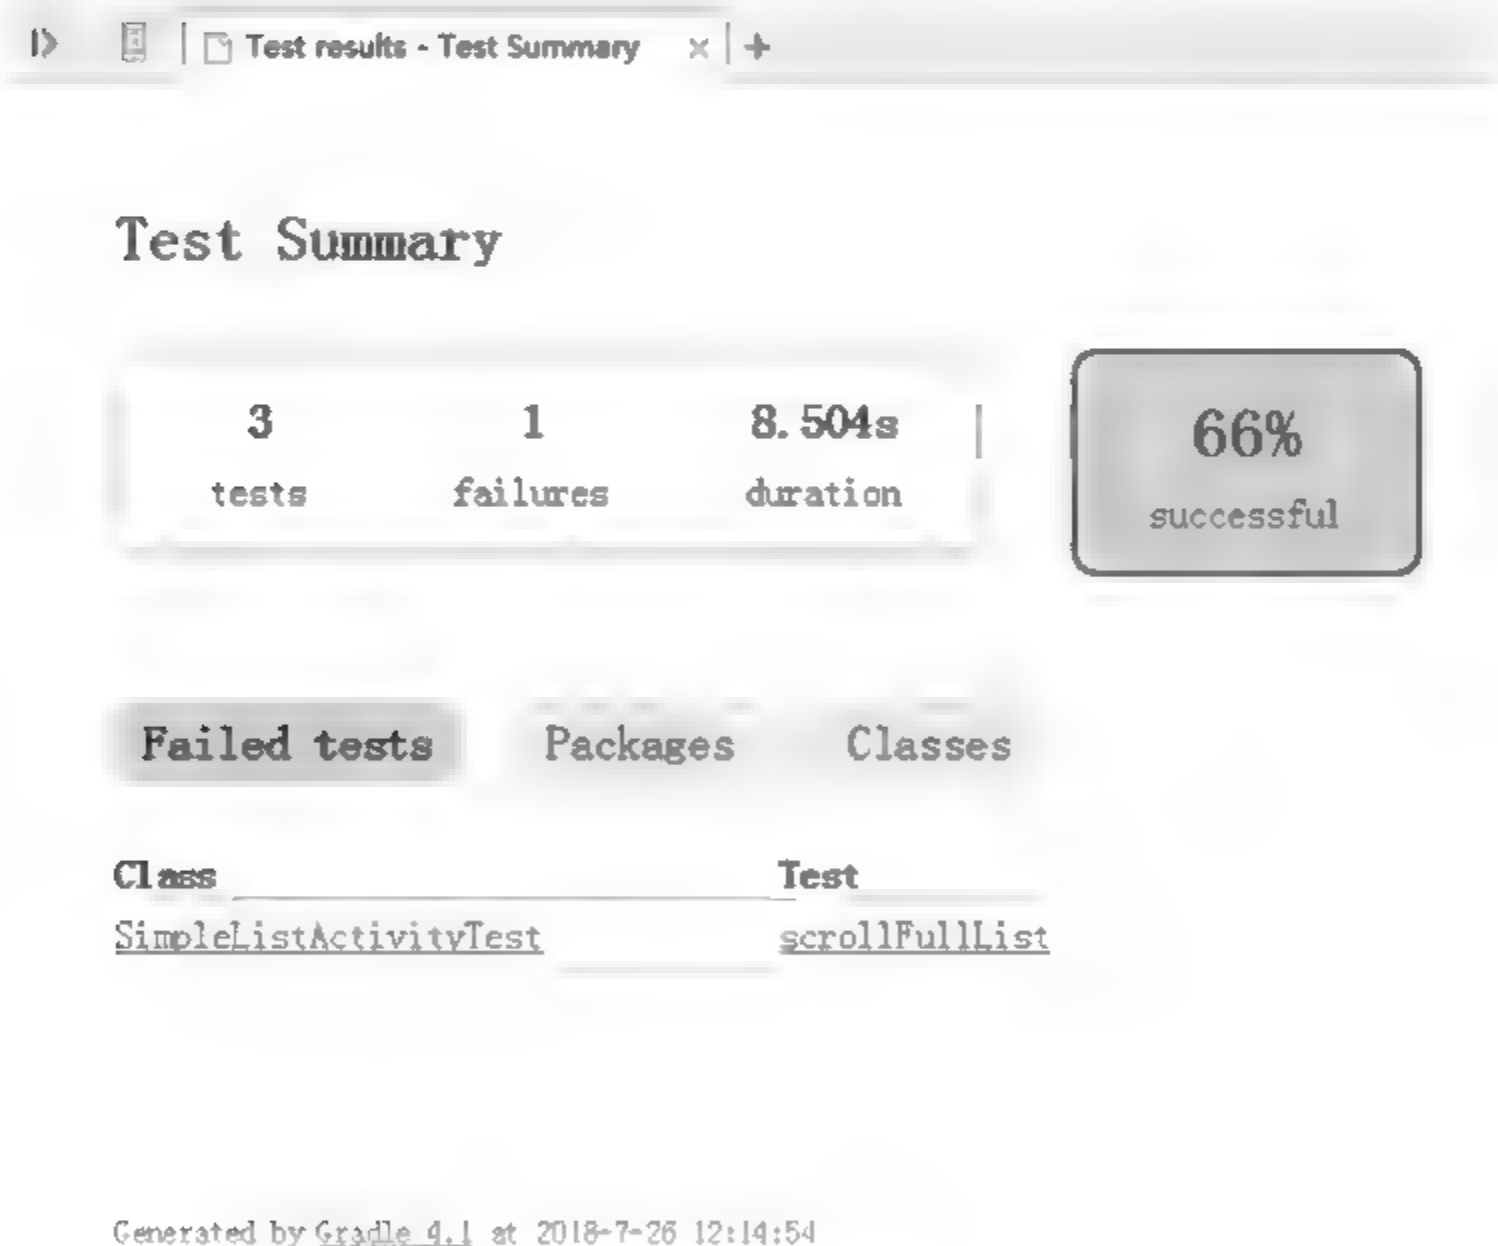 Test results - Test Summary
Test Summary
3 1 8.504s 66%
tests failures duration successful
Failed tests Packages Classes
Class Test
SimpleListActivityTest scrollFullList
Generated by Gradle 4.1 at 2018-7-26 12:14:54